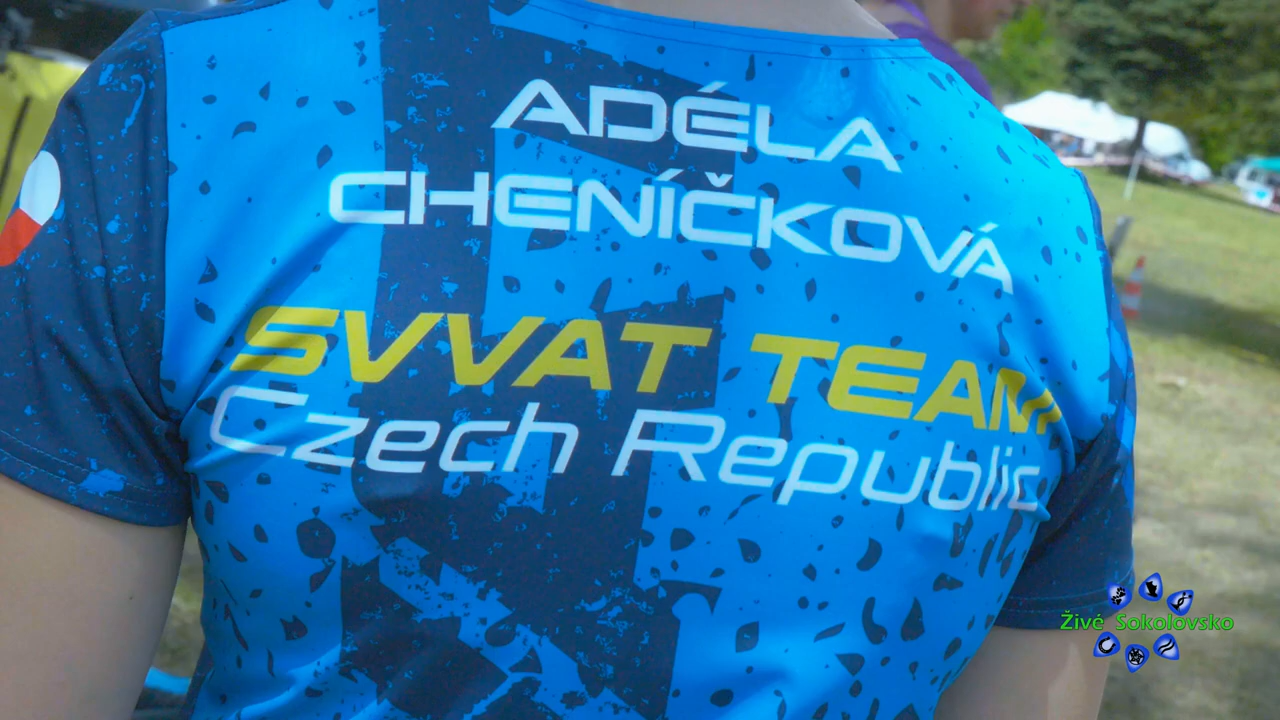 ADÉLA
CHENÍČKOVÁ
SVVAT TEAM
Czech Republic
Živé Sokolovsko